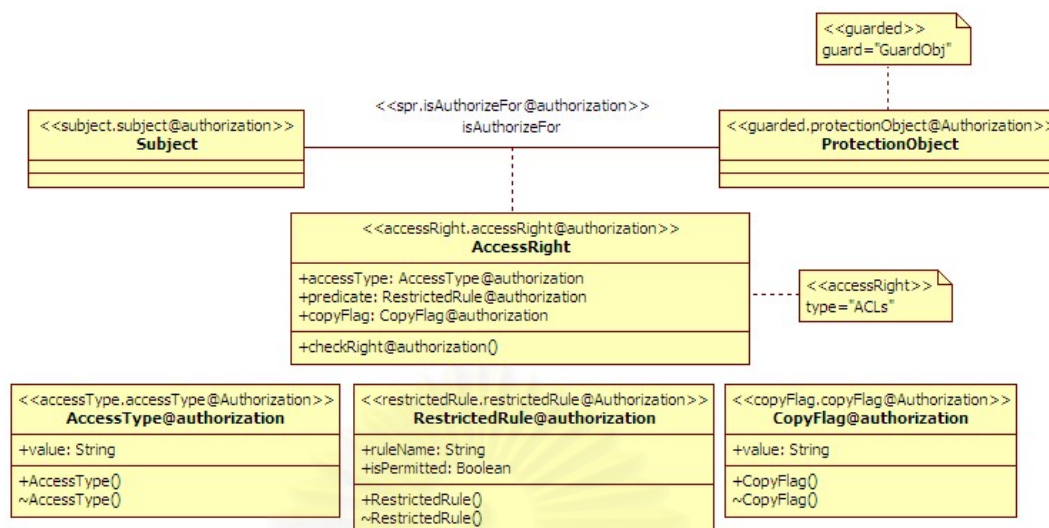 <<guarded>>
guard="GuardObj"
<<spr.isAuthorizeFor@authorization>>
isAuthorizeFor
<<subject.subject@authorization>>
Subject
<<guarded.protectionObject@Authorization>>
ProtectionObject
<<accessRight.accessRight@authorization>>
AccessRight
+accessType: AccessType@authorization
+predicate: RestrictedRule@authorization
+copyFlag: CopyFlag@authorization
+checkRight@authorization()
<<accessRight>>
type="ACLs"
<<accessType.accessType@Authorization>>
AccessType@authorization
+value: String
+AccessType()
~AccessType()
<<restrictedRule.restrictedRule@Authorization>>
RestrictedRule@authorization
+ruleName: String
+isPermitted: Boolean
+RestrictedRule()
~RestrictedRule()
<<copyFlag.copyFlag@Authorization>>
CopyFlag@authorization
+value: String
+CopyFlag()
~CopyFlag()